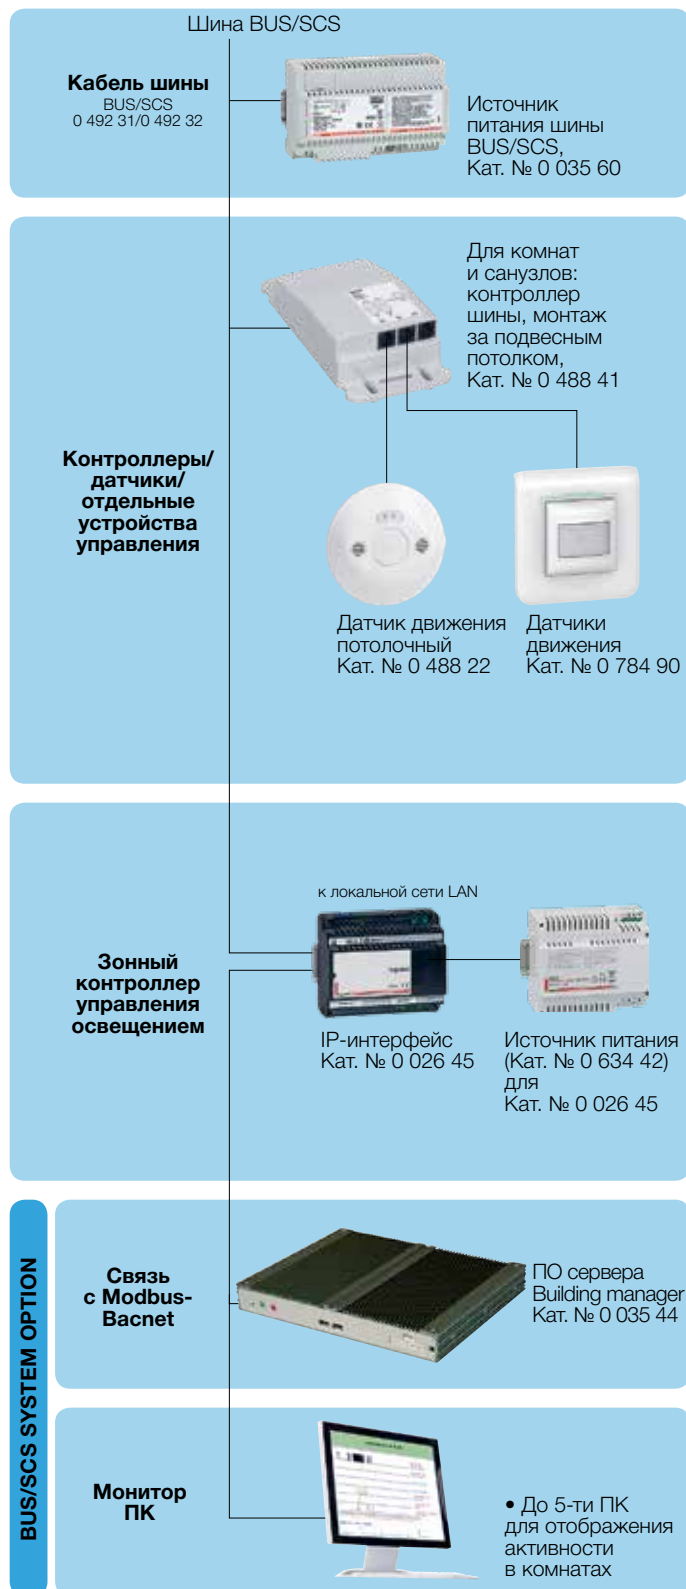 Шина BUS/SCS
Кабель шины
BUS/SCS
0 492 31/0 492 32
Источник
питания шины
BUS/SCS,
Кат. № 0 035 60
Для комнат
и санузлов:
контроллер
шины, монтаж
за подвесным
потолком,
Кат. № 0 488 41
Контроллеры/
датчики/
отдельные
устройства
управления
Датчик движения
потолочный
Кат. № 0 488 22
Датчики
движения
Кат. № 0 784 90
к локальной сети LAN
Зонный
контроллер
управления
освещением
IP-интерфейс
Кат. № 0 026 45
Источник питания
(Кат. № 0 634 42)
для
Кат. № 0 026 45
BUS/SCS SYSTEM OPTION
Связь
с Modbus-
Bacnet
ПО сервера
Building manager
Кат. № 0 035 44
Монитор
ПК
• До 5-ти ПК
для отображения
активности
в комнатах